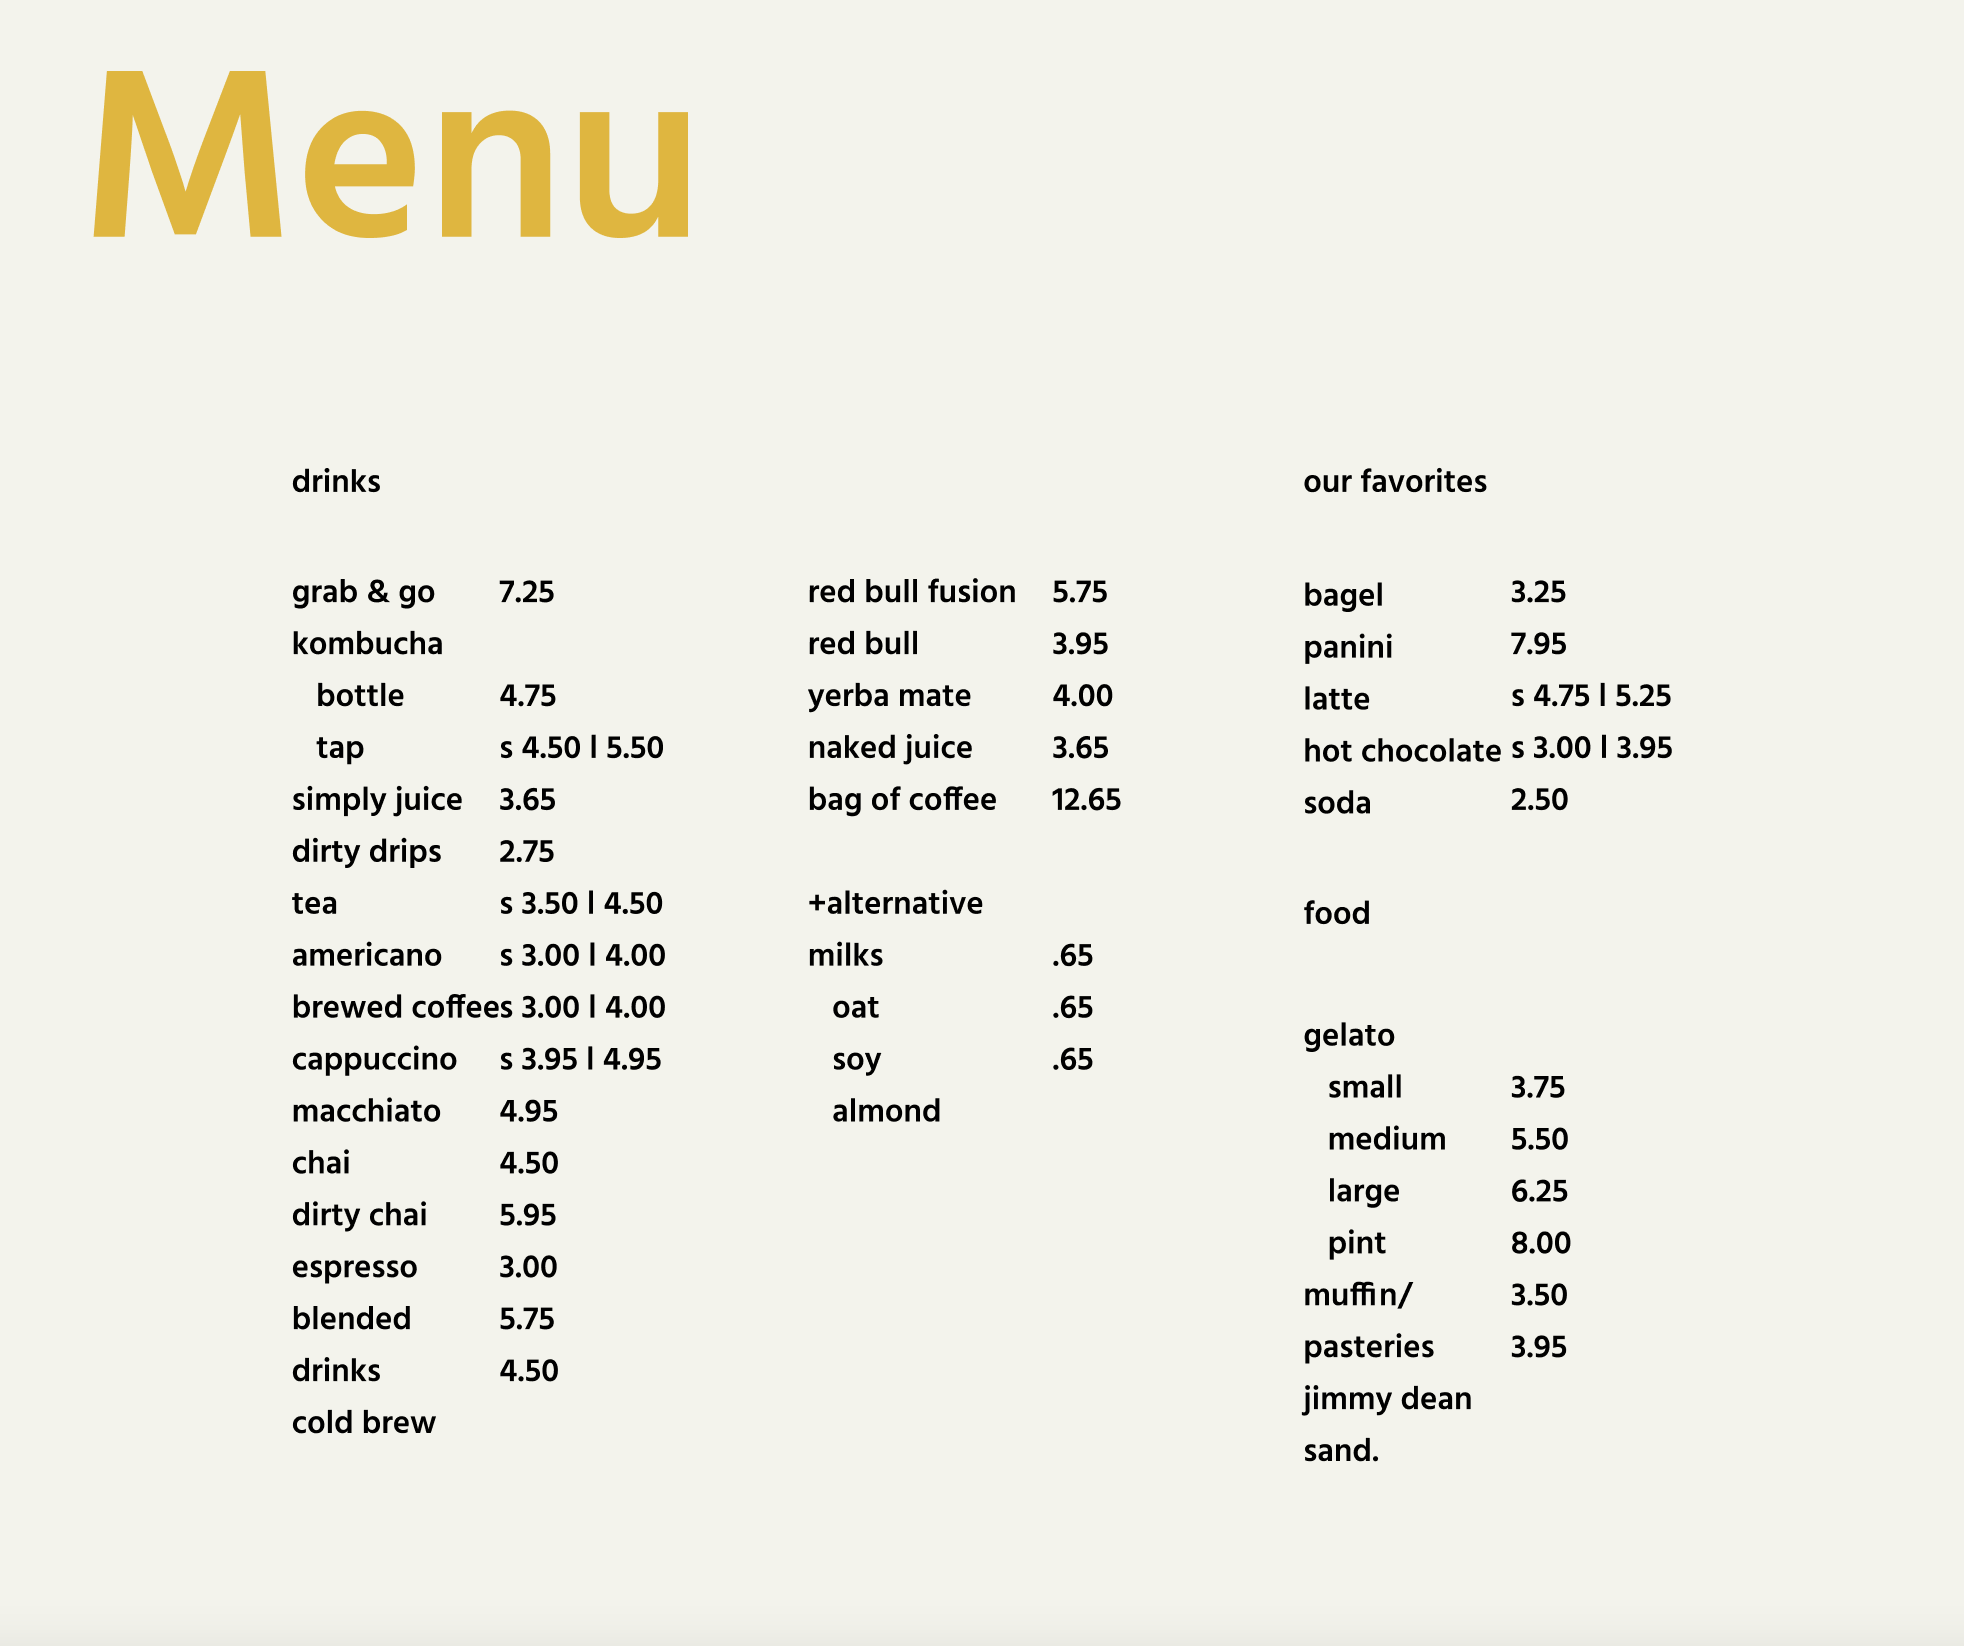 Menu
drinks
grab & go 7.25
kombucha
bottle 4.75
tap s 4.50 l 5.50
simply juice 3.65
dirty drips 2.75
tea s 3.50 l 4.50
americano s 3.00 l 4.00
brewed coffee s 3.00 l 4.00
cappuccino s 3.95 l 4.95
macchiato 4.95
chai 4.50
dirty chai 5.95
espresso 3.00
blended 5.75
drinks 4.50
cold brew
red bull fusion 5.75
red bull 3.95
yerba mate 4.00
naked juice 3.65
bag of coffee 12.65
+alternative
milks .65
oat .65
soy .65
almond
our favorites
bagel 3.25
panini 7.95
latte s 4.75 l 5.25
hot chocolate s 3.00 l 3.95
soda 2.50
food
gelato
small 3.75
medium 5.50
large 6.25
pint 8.00
muffin/ 3.50
pasteries 3.95
jimmy dean
sand.